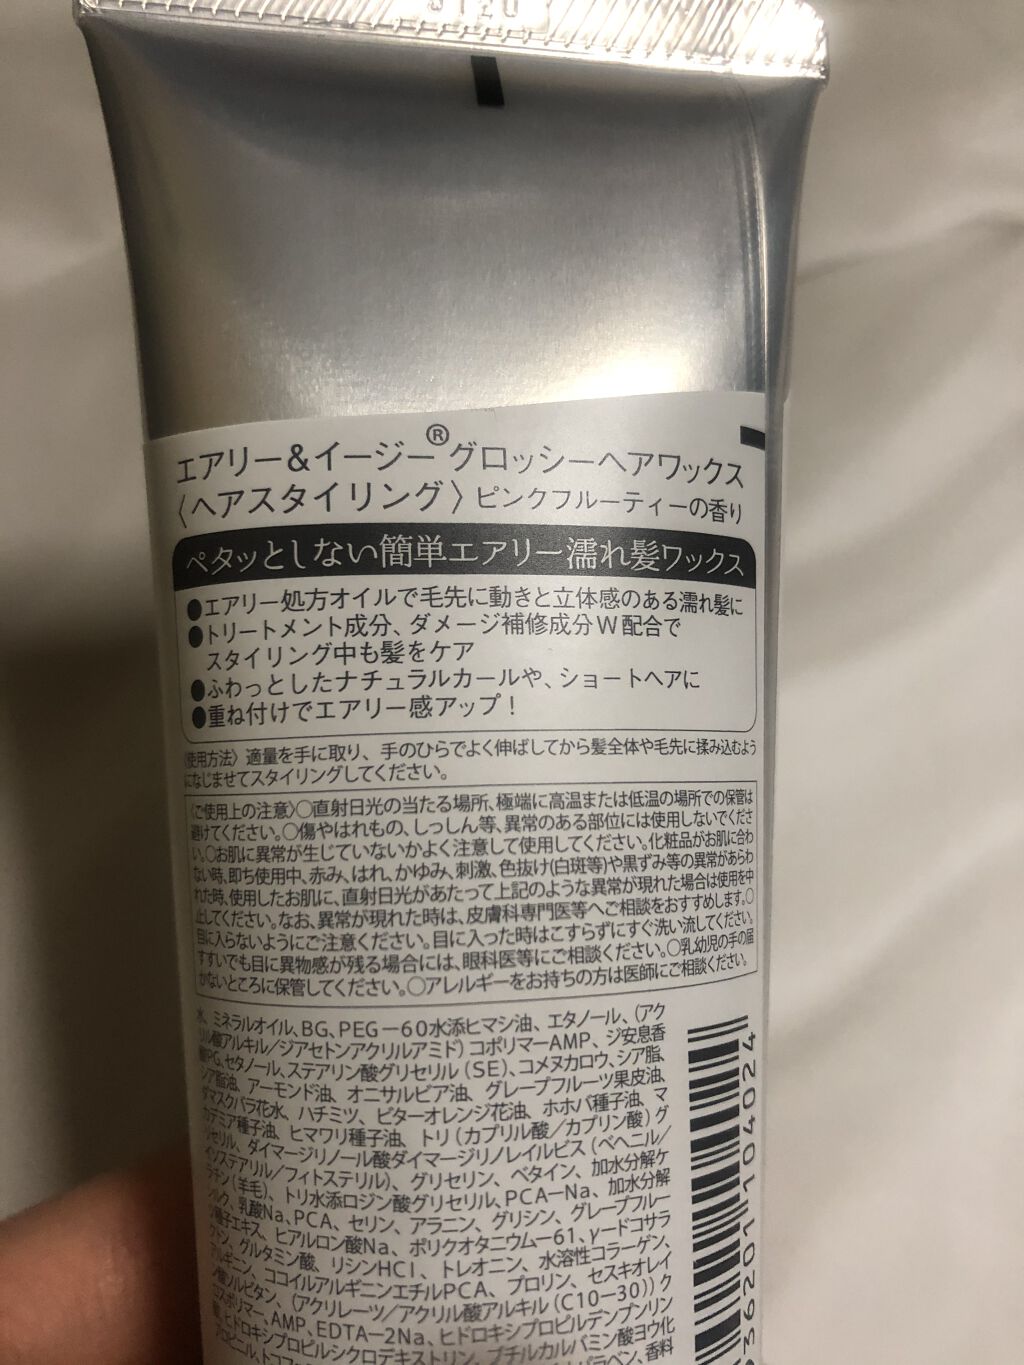 エアリー＆イージー®グロッシーヘアワックス
〈ヘアスタイリング〉ピンクフルーティーの香り
ペタッとしない簡単エアリー濡れ髪ワックス
●エアリー処方オイルで毛先に動きと立体感のある濡れ髪に
●トリートメント成分、ダメージ補修成分W配合で
スタイリング中も髪をケア
●ふわっとしたナチュラルカールや、ショートヘアに
●重ね付けでエアリー感アップ！
使用方法〉適量を手に取り、手のひらでよく伸ばしてから髪全体や毛先に揉み込むよう
になじませてスタイリングしてください。
〈ご使用上の注意〉○直射日光の当たる場所、極端に高温または低温の場所での保管は
避けてください。○傷やはれもの、しっしん等、異常のある部位には使用しないでくださ
い。○お肌に異常が生じていないかよく注意して使用してください。化粧品がお肌に合わ
ない時、即ち使用中、赤み、はれ、かゆみ、刺激、色抜け(白斑等)や黒ずみ等の異常があらわ
れた時、使用したお肌に、直射日光があたって上記のような異常が現れた場合は使用を中
止してください。なお、異常が現れた時は、皮膚科専門医等へご相談をおすすめします。○
目に入らないようにご注意ください。目に入った時はこすらずにすぐ洗い流してください。
すすいでも目に異物感が残る場合には、眼科医等にご相談ください。○乳幼児の手の届
かないところに保管してください。○アレルギーをお持ちの方は医師にご相談ください。
水、ミネラルオイル、BG、PEG－60水添ヒマシ油、エタノール、(アク
リル酸アルキル／ジアセトンアクリルアミド）コポリマーAMP、ジ安息香
酸PG、セタノール、ステアリン酸グリセリル（SE）、コメヌカロウ、シア脂、
シア脂油、アーモンド油、オニサルビア油、グレープフルーツ果皮油、
ダマスクバラ花水、ハチミツ、ビターオレンジ花油、ホホバ種子油、マ
カデミア種子油、ヒマワリ種子油、トリ（カプリル酸／カプリン酸）グ
リセリル、ダイマージリノール酸ダイマージリノレイルビス（ベヘニル／
イソステアリル／フィトステリル）、グリセリン、ベタイン、加水分解ケ
ラチン（羊毛）、トリ水添ロジン酸グリセリル、PCA－Na、加水分解
シルク、乳酸Na、PCA、セリン、アラニン、グリシン、グレープフルー
ツ種子エキス、ヒアルロン酸Na、ポリクオタニウム－61、γ－ドコサラ
クトン、グルタミン酸、リシンHCl、トレオニン、水溶性コラーゲン、
アルギニン、ココイルアルギニンエチルPCA、プロリン、セスキオレイ
ン酸ソルビタン、（アクリレーツ／アクリル酸アルキル（C10－30））ク
ロスポリマー、AMP、EDTA－2Na、ヒドロキシプロピルデンプンリン
酸、ヒドロキシプロピルシクロデキストリン、ブチルカルバミン酸ヨウ化
プロピニル、トコフェ パラベン、香料
36201104024